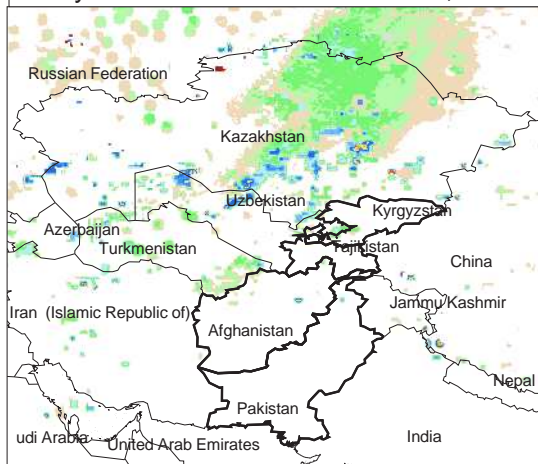 Russian Federation
Kazakhstan
Uzbekistan
Kyrgyzstan
Azerbaijan
Turkmenistan
Tajikistan
China
Iran (Islamic Republic of)
Jammu Kashmir
Afghanistan
Nepal
Pakistan
udi Arabia
United Arab Emirates
India